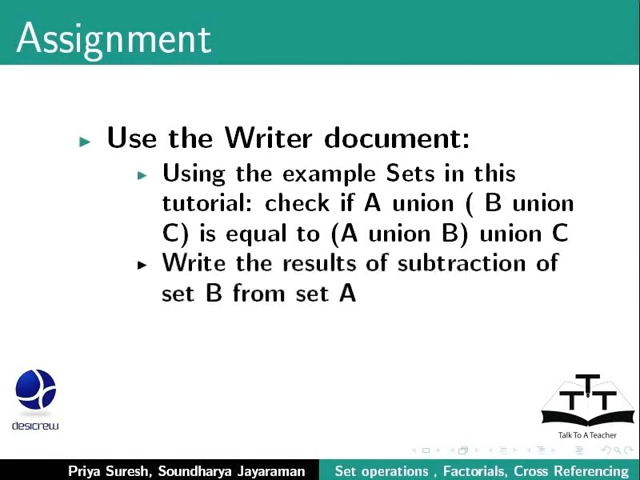 Assignment
Use the Writer document:
Using the example Sets in this
tutorial: check if A union ( B union
C) is equal to (A union B) union C
Write the results of subtraction of
set B from set A
desicrew
TTT
Talk To A Teacher
Priya Suresh, Soundharya Jayaraman
Set operations , Factorials, Cross Referencing